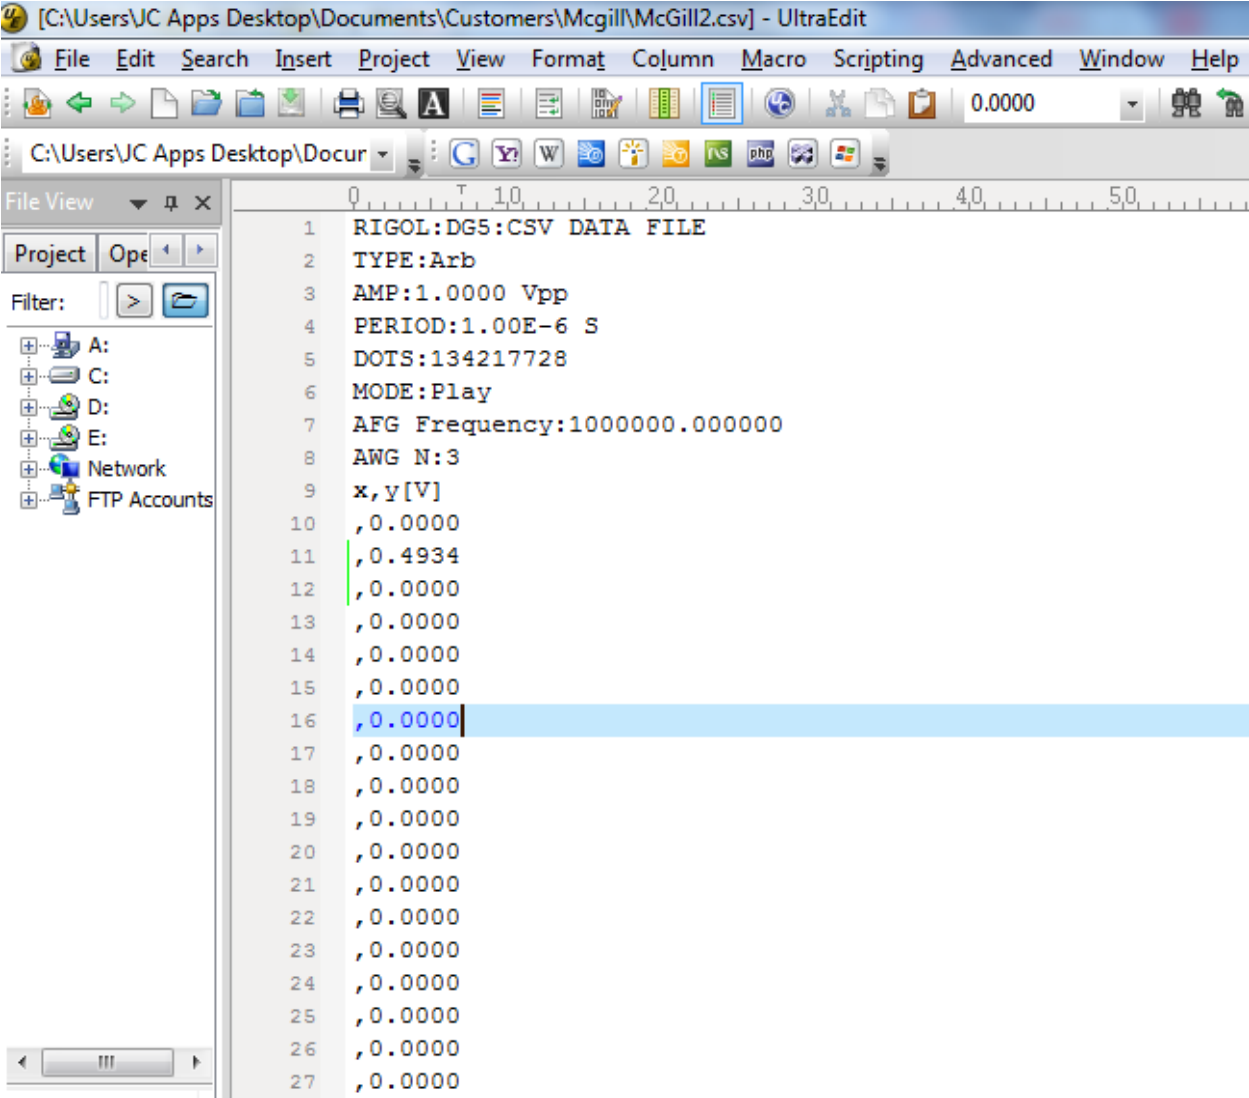 [C:\Users\JC Apps Desktop\Documents\Customers\Mcgill\McGill2.csv] - UltraEdit
File Edit Search Insert Project View Format Column Macro Scripting Advanced Window Help
0.0000
C:\Users\JC Apps Desktop\Docur
File View
0 10 20 30 40 50
Project Ope
Filter: >
A:
C:
D:
E:
Network
FTP Accounts
1 RIGOL:DG5:CSV DATA FILE
2 TYPE:Arb
3 AMP:1.0000 Vpp
4 PERIOD:1.00E-6 S
5 DOTS:134217728
6 MODE:Play
7 AFG Frequency:1000000.000000
8 AWG N:3
9 x,y[V]
10 ,0.0000
11 ,0.4934
12 ,0.0000
13 ,0.0000
14 ,0.0000
15 ,0.0000
16 ,0.0000
17 ,0.0000
18 ,0.0000
19 ,0.0000
20 ,0.0000
21 ,0.0000
22 ,0.0000
23 ,0.0000
24 ,0.0000
25 ,0.0000
26 ,0.0000
27 ,0.0000